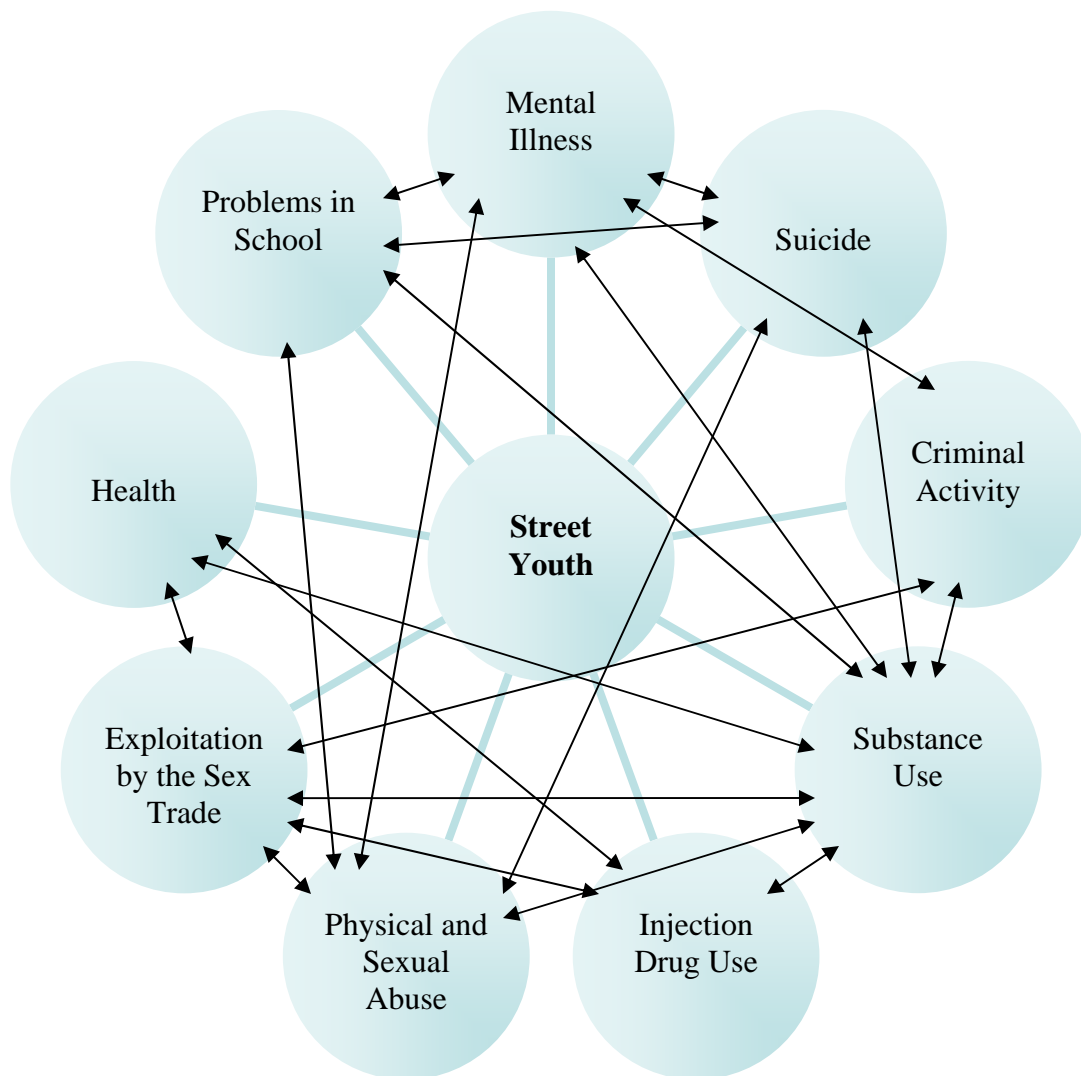 Mental
Illness
Problems in
School
Suicide
Health
Criminal
Activity
Street
Youth
Exploitation
by the Sex
Trade
Substance
Use
Physical and
Sexual
Abuse
Injection
Drug Use